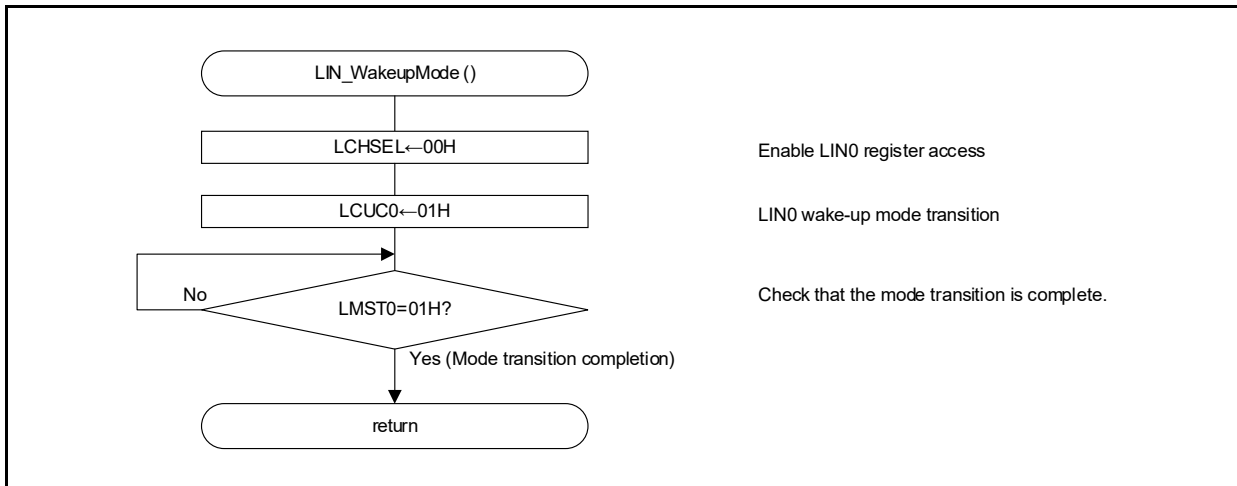 LIN_WakeupMode ()
LCHSEL←00H
Enable LIN0 register access
LCUC0←01H
LIN0 wake-up mode transition
No
LMST0=01H?
Check that the mode transition is complete.
Yes (Mode transition completion)
return